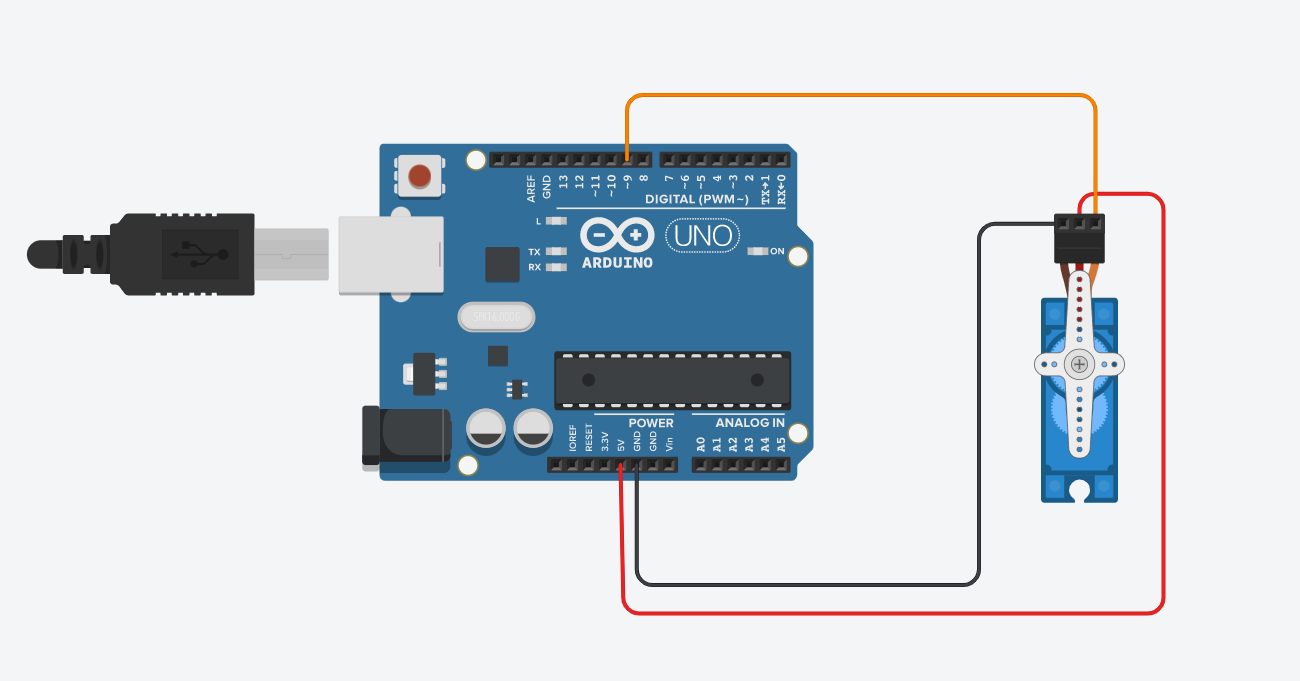 AREF
GND
13
12
~11
~10
~9
8
7
~6
~5
4
~3
2
TX→1
RX←0
DIGITAL (PWM~)
L
TX
RX
ARDUINO
UNO
ON
POWER
ANALOG IN
IOREF
RESET
3.3V
5V
GND
GND
Vin
A0
A1
A2
A3
A4
A5